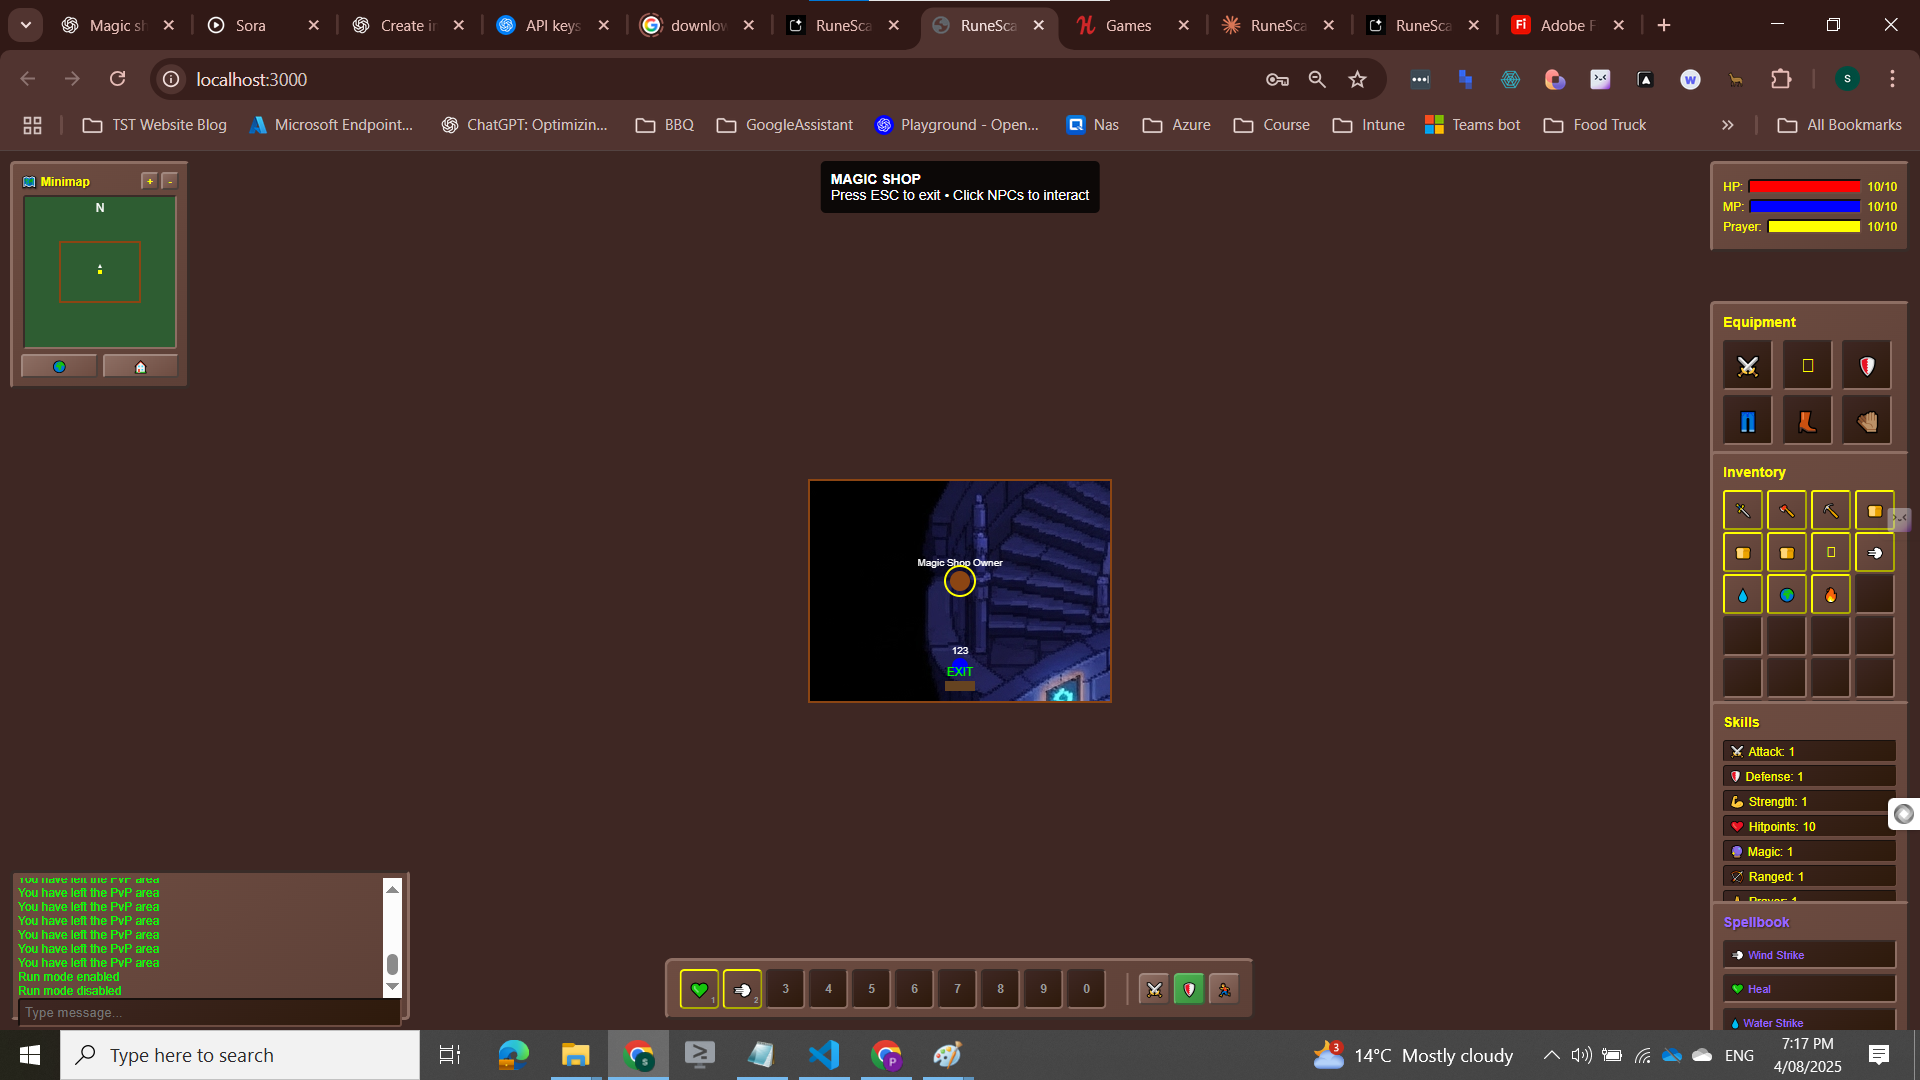 Magic sh
Sora
Create in
API keys
downlow
RuneSca
RuneSca
Games
RuneSca
RuneSca
Adobe F
localhost:3000
S
TST Website Blog
Microsoft Endpoint...
ChatGPT: Optimizin...
BBQ
GoogleAssistant
Playground - Open...
Nas
Azure
Course
Intune
Teams bot
Food Truck
All Bookmarks
Minimap
+
-
N
MAGIC SHOP
Press ESC to exit • Click NPCs to interact
HP: 10/10
MP: 10/10
Prayer: 10/10
Equipment
Inventory
Magic Shop Owner
123
EXIT
Skills
Attack: 1
Defense: 1
Strength: 1
Hitpoints: 10
Magic: 1
Ranged: 1
Prayer: 1
Spellbook
Wind Strike
Heal
Water Strike
You have left the PvP area
You have left the PvP area
You have left the PvP area
You have left the PvP area
You have left the PvP area
You have left the PvP area
You have left the PvP area
Run mode enabled
Run mode disabled
Type message...
1 2 3 4 5 6 7 8 9 0
Type here to search
3
14°C Mostly cloudy
ENG
7:17 PM
4/08/2025